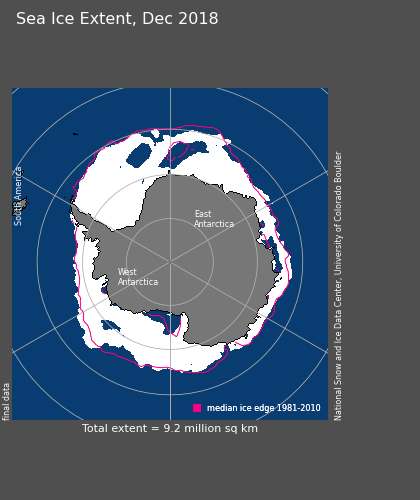 Sea Ice Extent, Dec 2018
South America
East
Antarctica
West
Antarctica
National Snow and Ice Data Center, University of Colorado Boulder
final data
median ice edge 1981-2010
Total extent = 9.2 million sq km